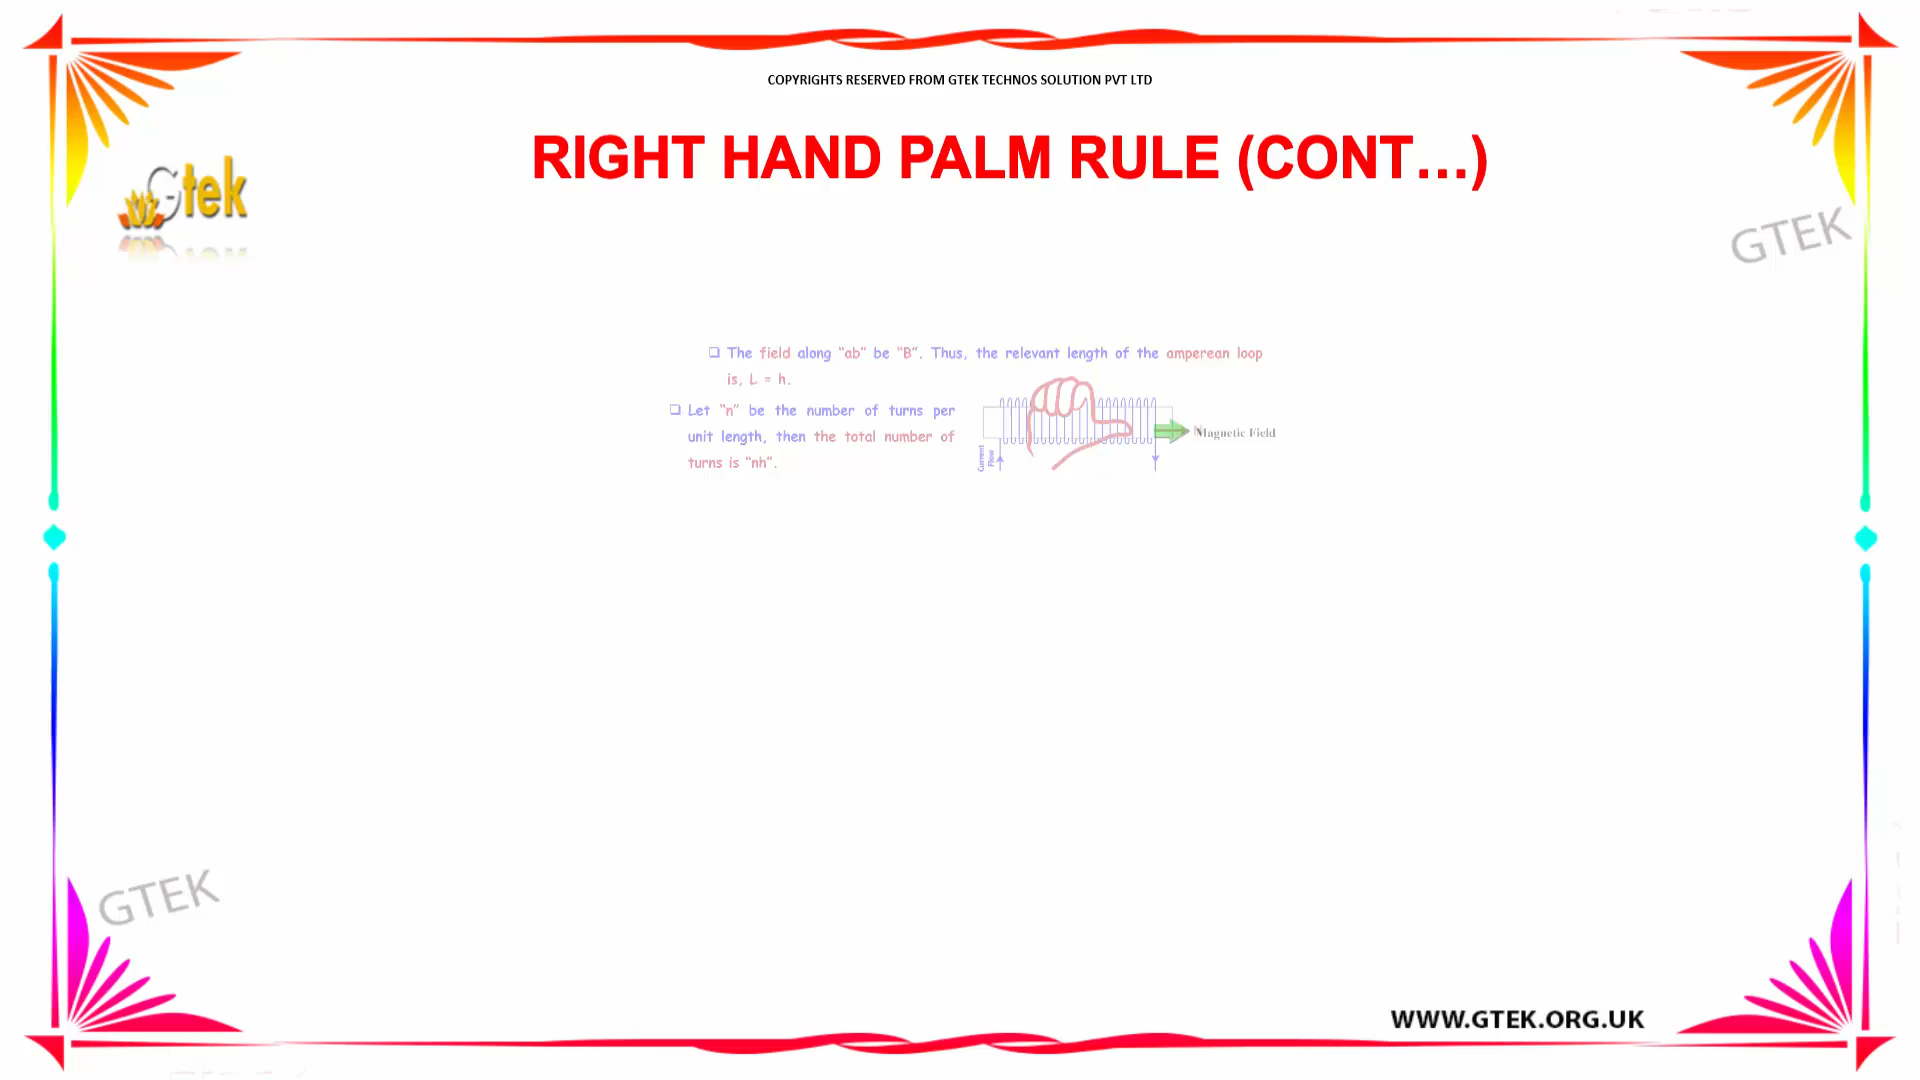 COPYRIGHTS RESERVED FROM GTEK TECHNOS SOLUTION PVT LTD
RIGHT HAND PALM RULE (CONT...)
Gtek
GTEK
❑ The field along “ab” be “B”. Thus, the relevant length of the amperean loop
is, L = h.
❑ Let “n” be the number of turns per
unit length, then the total number of
turns is “nh”.
Current
Flow
Magnetic Field
GTEK
WWW.GTEK.ORG.UK